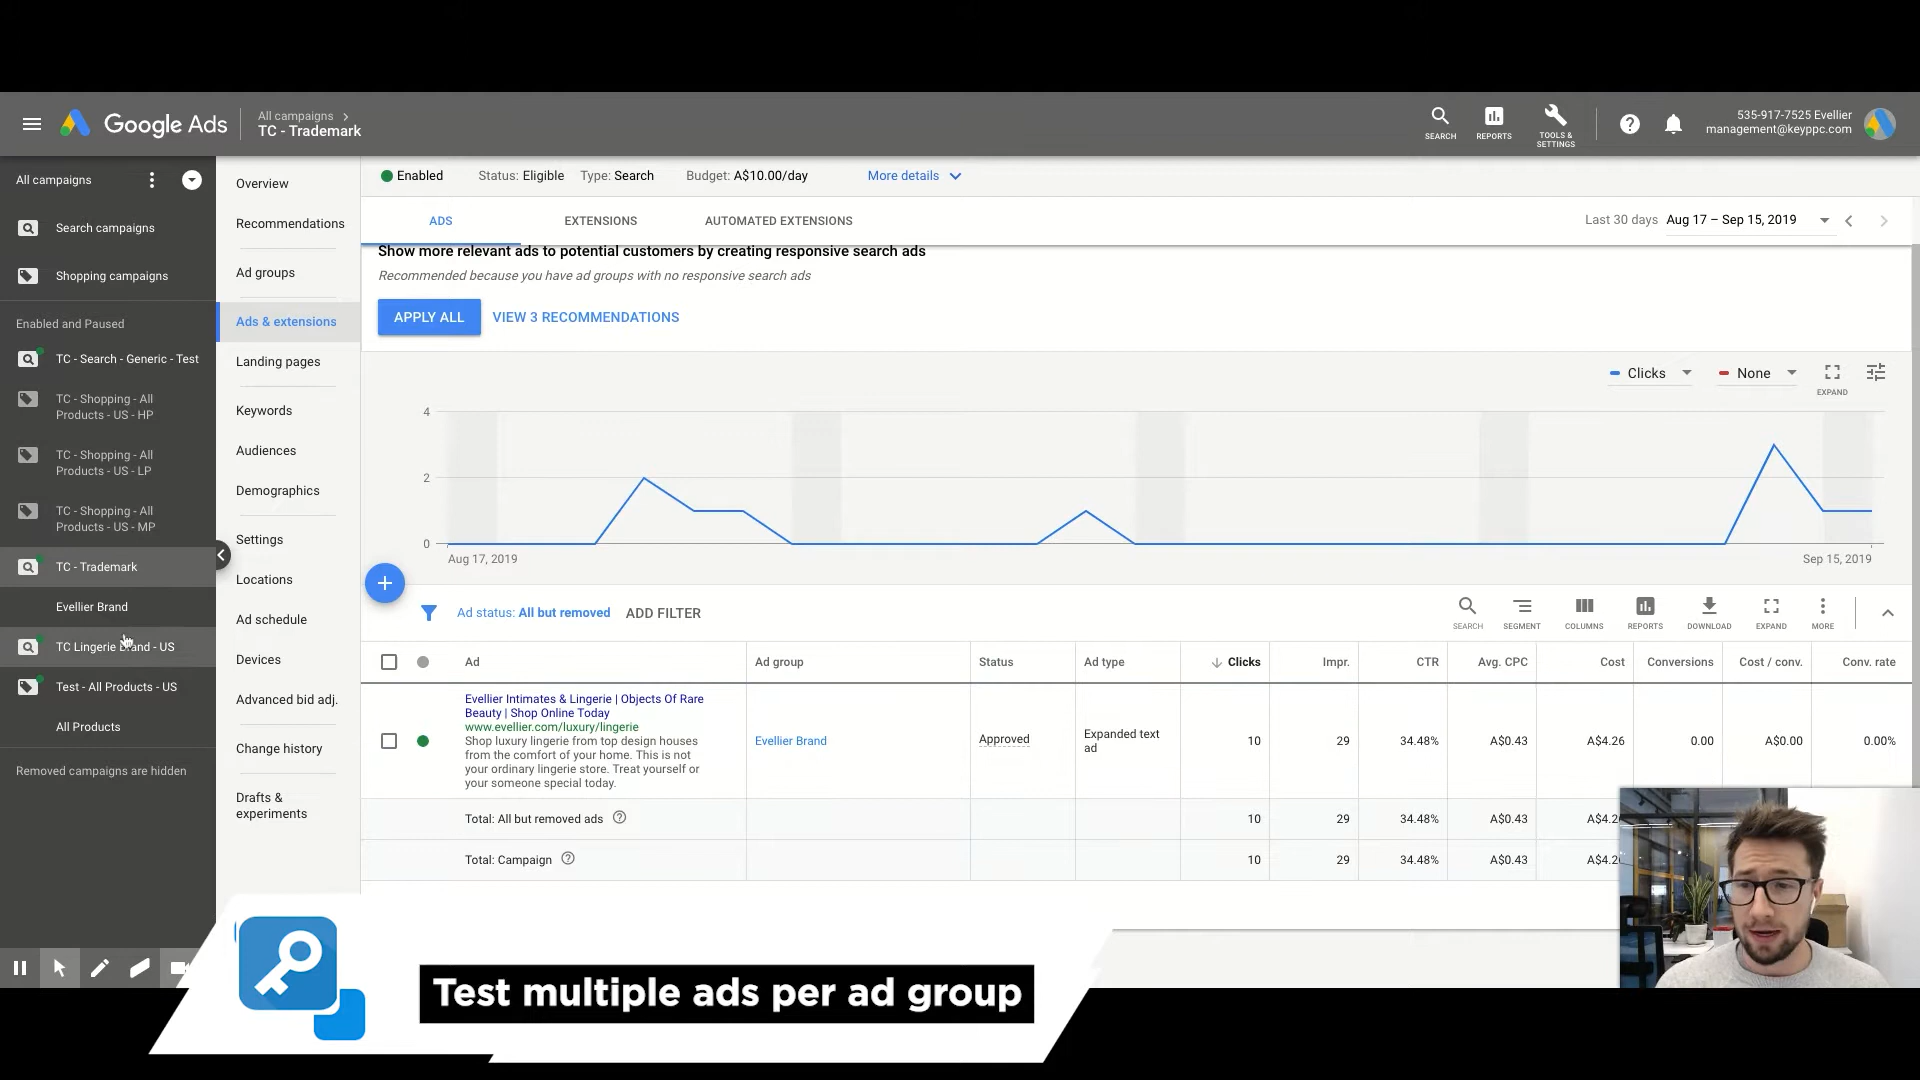 Google Ads
All campaigns
TC - Trademark
SEARCH
REPORTS
TOOLS &
SETTINGS
535-917-7525 Evellier
management@keyppc.com
All campaigns
Search campaigns
Shopping campaigns
Enabled and Paused
TC - Search - Generic - Test
TC - Shopping - All
Products - US - HP
TC - Shopping - All
Products - US - LP
TC - Shopping - All
Products - US - MP
TC - Trademark
Evellier Brand
TC Lingerie Brand - US
Test - All Products - US
All Products
Removed campaigns are hidden
Overview
Recommendations
Ad groups
Ads & extensions
Landing pages
Keywords
Audiences
Demographics
Settings
Locations
Ad schedule
Devices
Advanced bid adj.
Change history
Drafts &
experiments
Enabled Status: Eligible Type: Search Budget: A$10.00/day More details
ADS EXTENSIONS AUTOMATED EXTENSIONS
Last 30 days Aug 17 – Sep 15, 2019
Show more relevant ads to potential customers by creating responsive search ads
Recommended because you have ad groups with no responsive search ads
APPLY ALL VIEW 3 RECOMMENDATIONS
Clicks None
EXPAND
4
2
0
Aug 17, 2019 Sep 15, 2019
Ad status: All but removed ADD FILTER
SEARCH SEGMENT COLUMNS REPORTS DOWNLOAD EXPAND MORE
Ad Ad group Status Ad type Clicks Impr. CTR Avg. CPC Cost Conversions Cost / conv. Conv. rate
Evellier Intimates & Lingerie | Objects Of Rare
Beauty | Shop Online Today
www.evellier.com/luxury/lingerie
Shop luxury lingerie from top design houses
from the comfort of your home. This is not
your ordinary lingerie store. Treat yourself or
your someone special today.
Evellier Brand
Approved
Expanded text
ad
10 29 34.48% A$0.43 A$4.26 0.00 A$0.00 0.00%
Total: All but removed ads 10 29 34.48% A$0.43
Total: Campaign 10 29 34.48% A$0.43
Test multiple ads per ad group